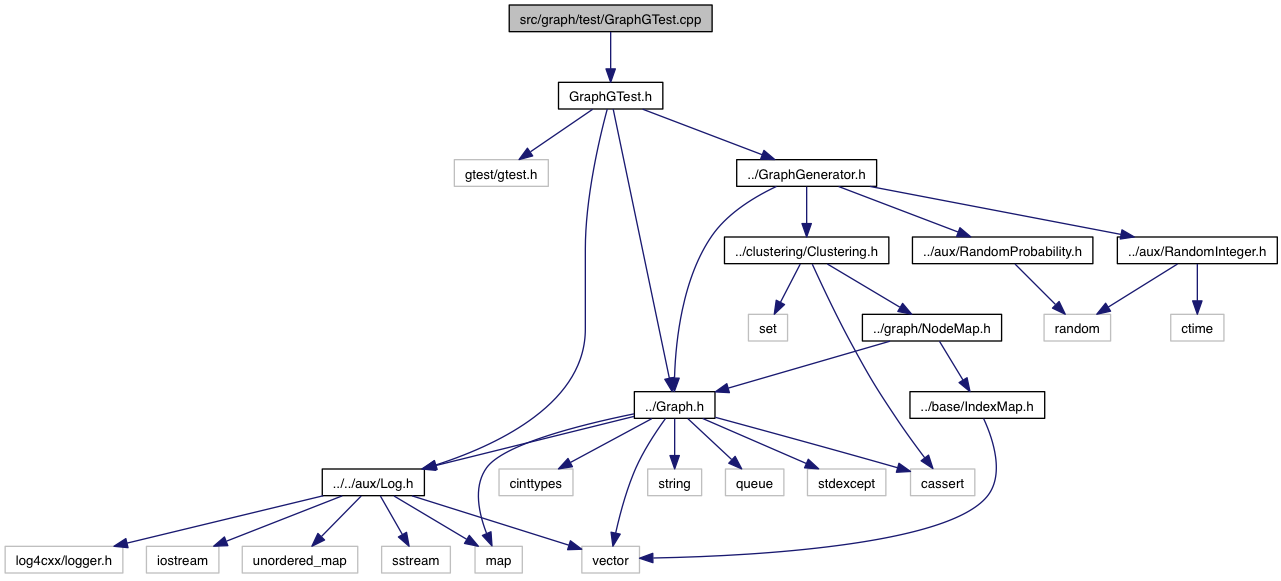 src/graph/test/GraphGTest.cpp
GraphGTest.h
gtest/gtest.h
../GraphGenerator.h
../clustering/Clustering.h
../aux/RandomProbability.h
../aux/RandomInteger.h
set
../graph/NodeMap.h
random
ctime
../Graph.h
../base/IndexMap.h
../../aux/Log.h
cinttypes
string
queue
stdexcept
cassert
log4cxx/logger.h
iostream
unordered_map
sstream
map
vector